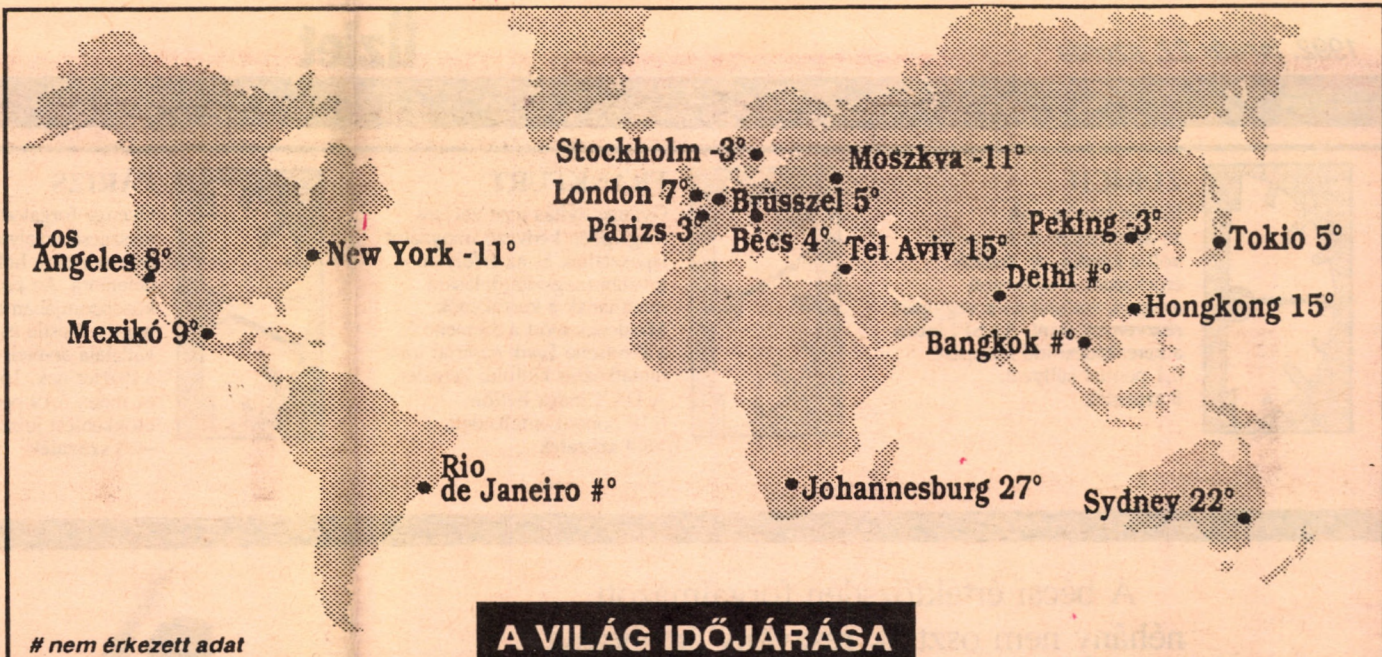 Stockholm -3°
Moszkva -11°
London 7°
Brüsszel 5°
Párizs 3°
Bécs 4°
Peking -3°
Tokio 5°
Los
Angeles 8°
New York -11°
Tel Aviv 15°
Delhi #°
Hongkong 15°
Mexikó 9°
Bangkok #°
Rio
de Janeiro #°
Johannesburg 27°
Sydney 22°
# nem érkezett adat
A VILÁG IDŐJÁRÁSA